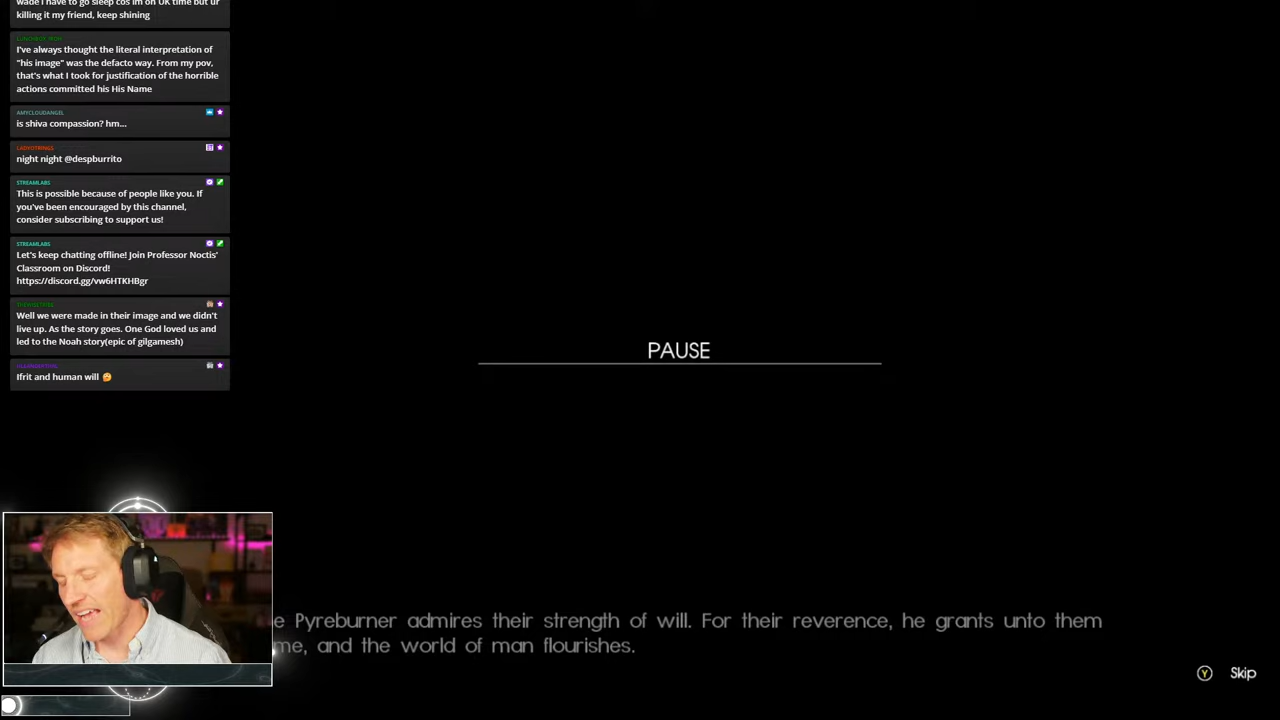 wade i have to go sleep cos im on UK time but ur
killing it my friend, keep shining
I've always thought the literal interpretation of
"his image" was the defacto way. From my pov,
that's what I took for justification of the horrible
actions committed his His Name
AMYCLOUDANGEL
is shiva compassion? hm...
LADYOTRINGS
night night @despburrito
STREAMLABS
This is possible because of people like you. If
you've been encouraged by this channel,
consider subscribing to support us!
STREAMLABS
Let's keep chatting offline! Join Professor Noctis'
Classroom on Discord!
https://discord.gg/vw6HTKHBgr
Well we were made in their image and we didn't
live up. As the story goes. One God loved us and
led to the Noah story(epic of gilgamesh)
Ifrit and human will 🤔
PAUSE
e Pyreburner admires their strength of will. For their reverence, he grants unto them
me, and the world of man flourishes.
Y Skip